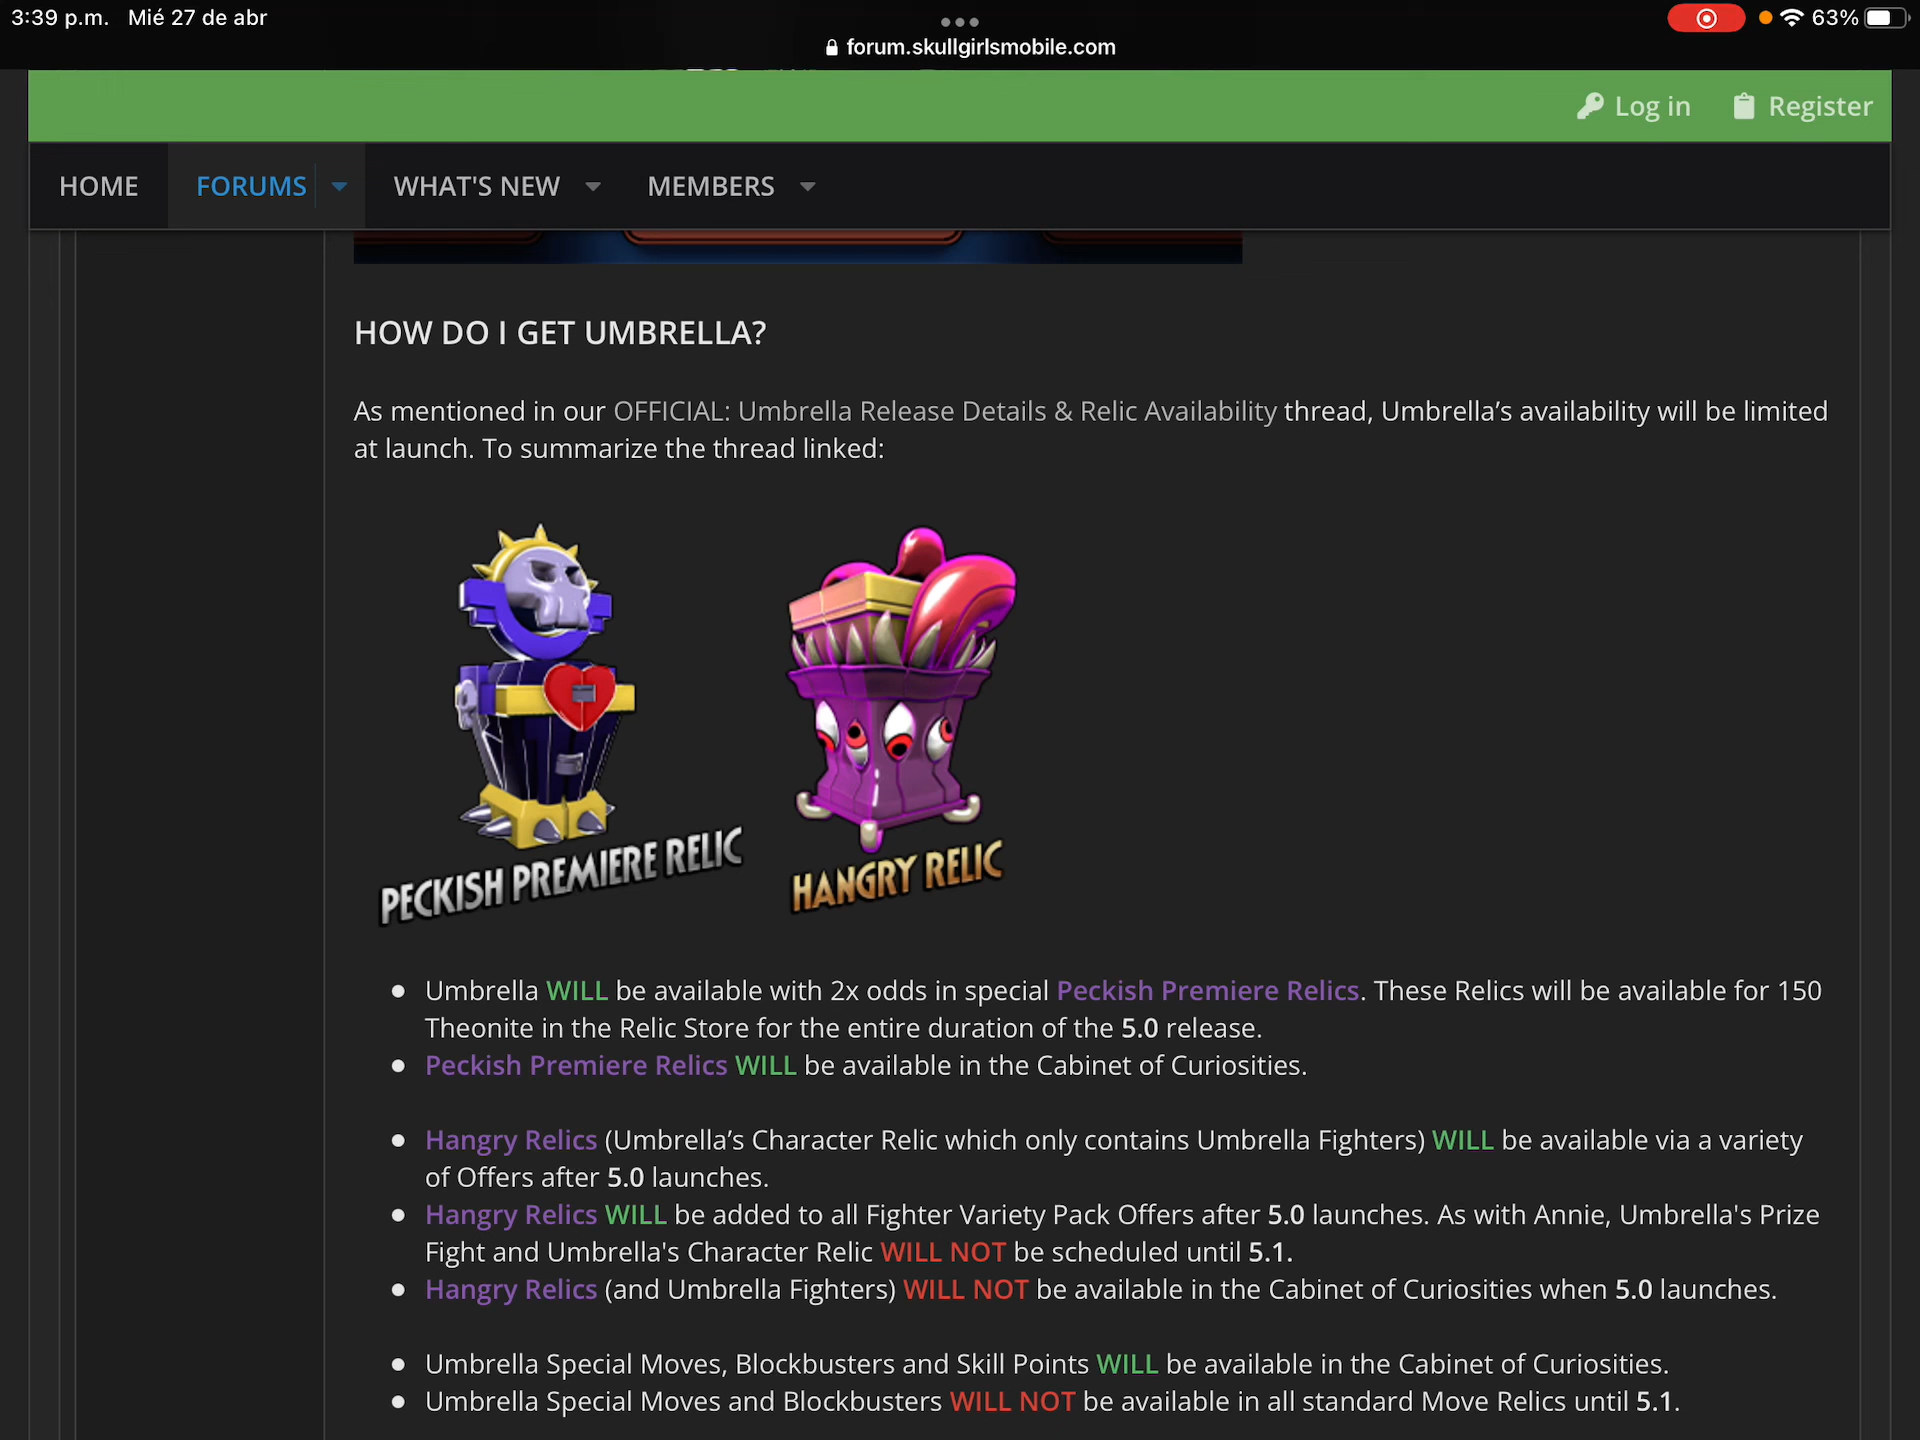 3:39 p.m. Mié 27 de abr
63%
forum.skullgirlsmobile.com
Log in Register
HOME FORUMS WHAT'S NEW MEMBERS
HOW DO I GET UMBRELLA?
As mentioned in our OFFICIAL: Umbrella Release Details & Relic Availability thread, Umbrella’s availability will be limited
at launch. To summarize the thread linked:
PECKISH PREMIERE RELIC
HANGRY RELIC
• Umbrella WILL be available with 2x odds in special Peckish Premiere Relics. These Relics will be available for 150
Theonite in the Relic Store for the entire duration of the 5.0 release.
• Peckish Premiere Relics WILL be available in the Cabinet of Curiosities.
• Hangry Relics (Umbrella’s Character Relic which only contains Umbrella Fighters) WILL be available via a variety
of Offers after 5.0 launches.
• Hangry Relics WILL be added to all Fighter Variety Pack Offers after 5.0 launches. As with Annie, Umbrella's Prize
Fight and Umbrella's Character Relic WILL NOT be scheduled until 5.1.
• Hangry Relics (and Umbrella Fighters) WILL NOT be available in the Cabinet of Curiosities when 5.0 launches.
• Umbrella Special Moves, Blockbusters and Skill Points WILL be available in the Cabinet of Curiosities.
• Umbrella Special Moves and Blockbusters WILL NOT be available in all standard Move Relics until 5.1.